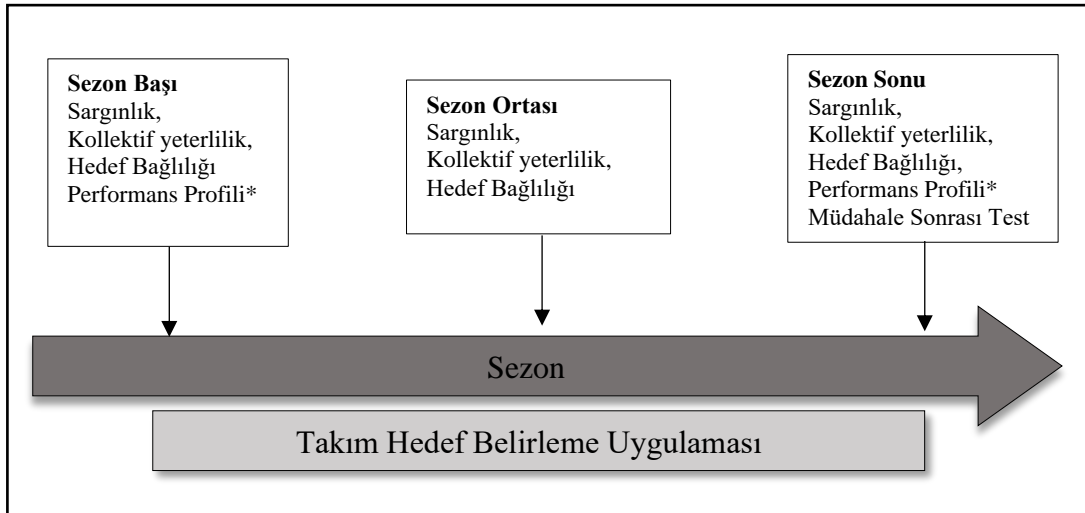 Sezon Başı
Sargınlık,
Kollektif yeterlilik,
Hedef Bağlılığı
Performans Profili*
Sezon Ortası
Sargınlık,
Kollektif yeterlilik,
Hedef Bağlılığı
Sezon Sonu
Sargınlık,
Kollektif yeterlilik,
Hedef Bağlılığı,
Performans Profili*
Müdahale Sonrası Test
Sezon
Takım Hedef Belirleme Uygulaması